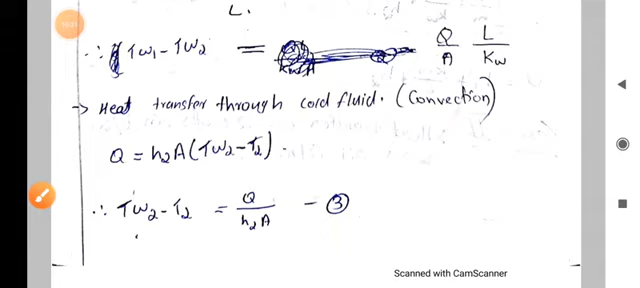 L.
∴ Tw1 - Tw2 = Q/A L/Kw
→ Heat transfer through cold fluid. (Convection)
Q = h2A(Tw2 - T2).
∴ Tw2 - T2 = Q/h2A - ③
Scanned with CamScanner